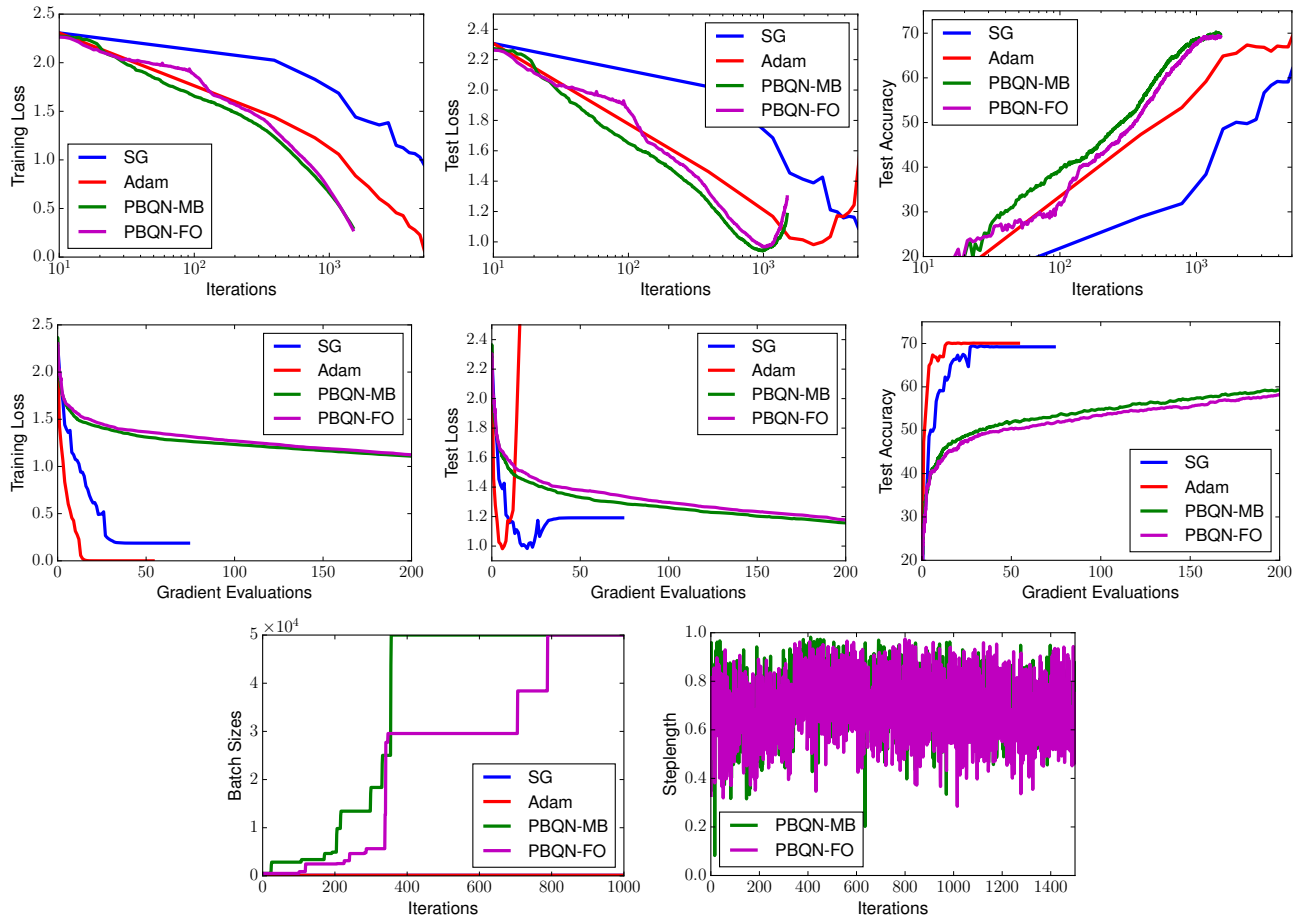 2.5
2.0
1.5
1.0
0.5
0.0
10^1
10^2
10^3
Training Loss
Iterations
SG
Adam
PBQN-MB
PBQN-FO
2.4
2.2
2.0
1.8
1.6
1.4
1.2
1.0
10^1
10^2
10^3
Test Loss
Iterations
SG
Adam
PBQN-MB
PBQN-FO
70
60
50
40
30
20
10^1
10^2
10^3
Test Accuracy
Iterations
SG
Adam
PBQN-MB
PBQN-FO
2.5
2.0
1.5
1.0
0.5
0.0
0
50
100
150
200
Training Loss
Gradient Evaluations
SG
Adam
PBQN-MB
PBQN-FO
2.4
2.2
2.0
1.8
1.6
1.4
1.2
1.0
0
50
100
150
200
Test Loss
Gradient Evaluations
SG
Adam
PBQN-MB
PBQN-FO
70
60
50
40
30
20
0
50
100
150
200
Test Accuracy
Gradient Evaluations
SG
Adam
PBQN-MB
PBQN-FO
×10^4
5
4
3
2
1
0
0
200
400
600
800
1000
Batch Sizes
Iterations
SG
Adam
PBQN-MB
PBQN-FO
1.0
0.8
0.6
0.4
0.2
0.0
0
200
400
600
800
1000
1200
1400
Steplength
Iterations
PBQN-MB
PBQN-FO